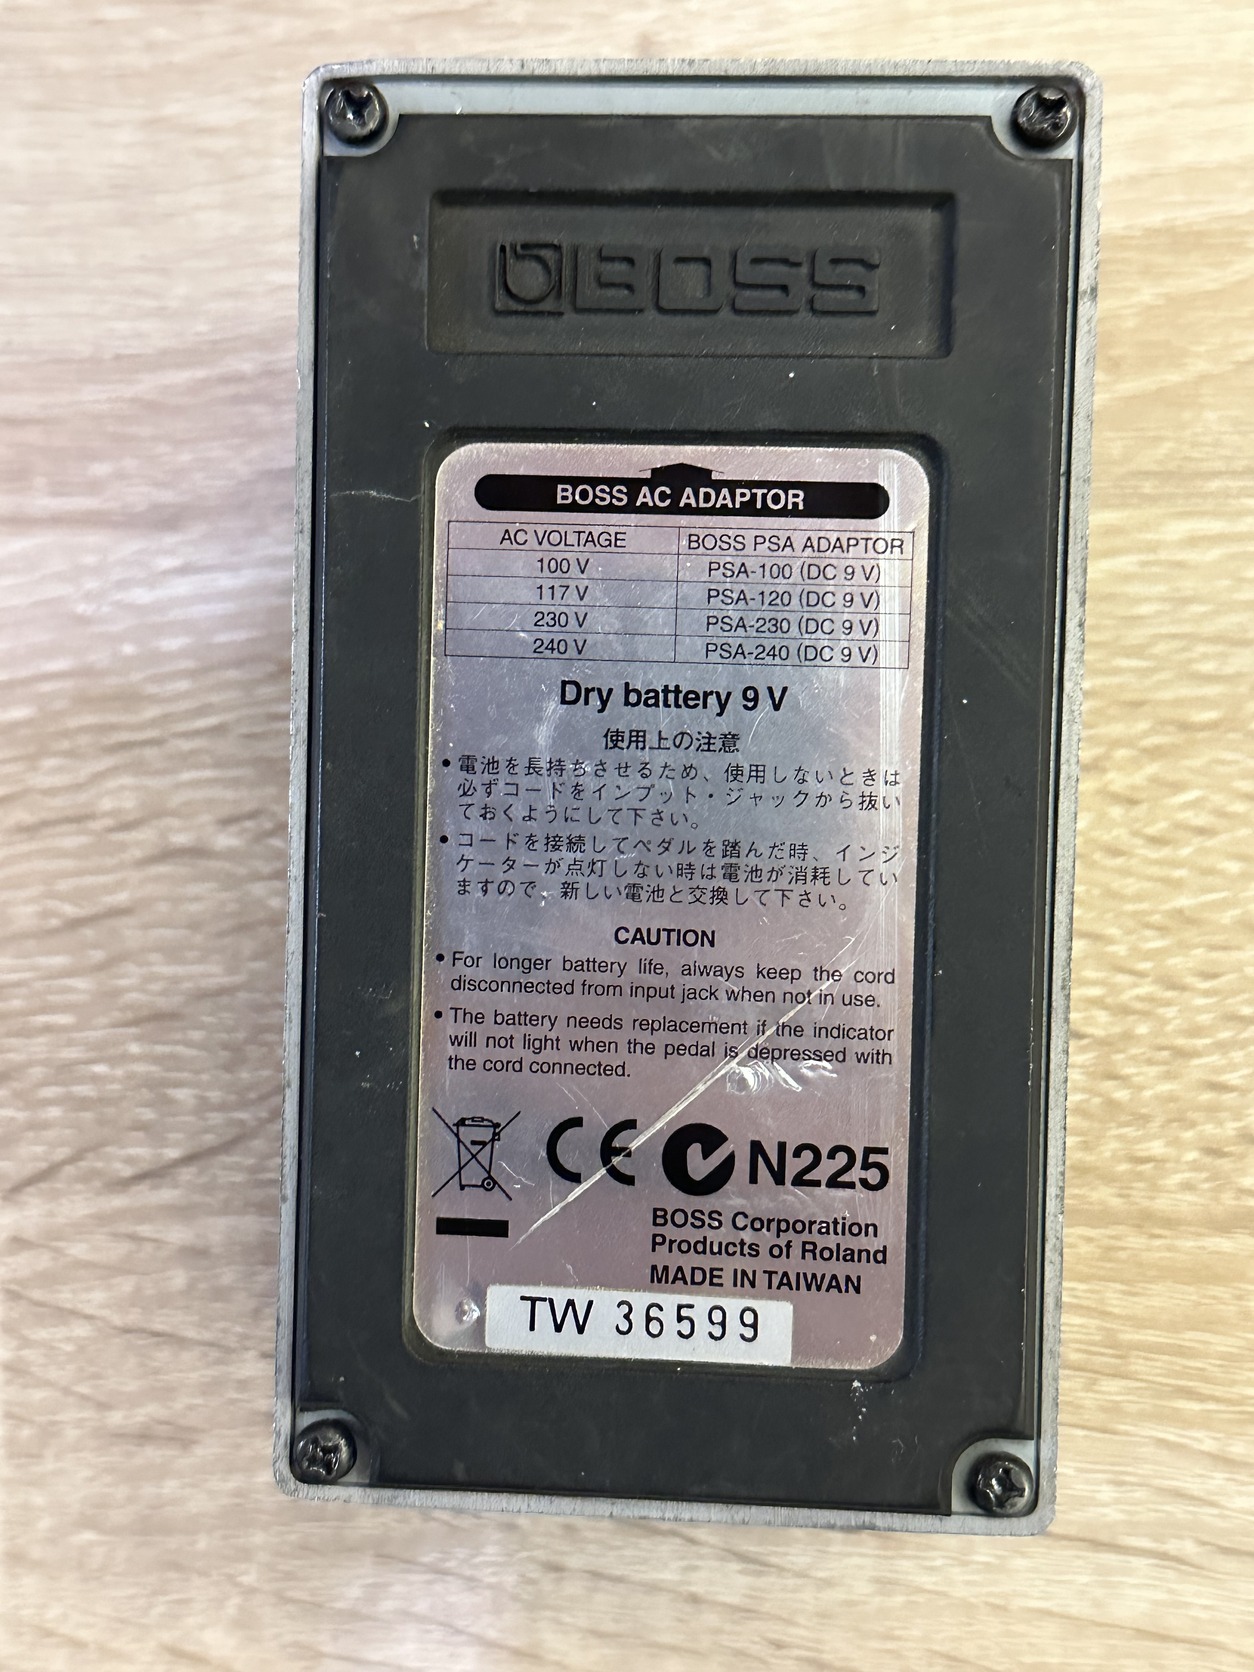 BOSS
BOSS AC ADAPTOR
AC VOLTAGE BOSS PSA ADAPTOR
100 V PSA-100 (DC 9 V)
117 V PSA-120 (DC 9 V)
230 V PSA-230 (DC 9 V)
240 V PSA-240 (DC 9 V)
Dry battery 9 V
使用上の注意
• 電池を長持ちさせるため、使用しないときは
必ずコードをインプット・ジャックから抜い
ておくようにして下さい。
• コードを接続してペダルを踏んだ時、インジ
ケーターが点灯しない時は電池が消耗してい
ますので、新しい電池と交換して下さい。
CAUTION
• For longer battery life, always keep the cord
disconnected from input jack when not in use.
• The battery needs replacement if the indicator
will not light when the pedal is depressed with
the cord connected.
CE N225
BOSS Corporation
Products of Roland
MADE IN TAIWAN
TW 36599